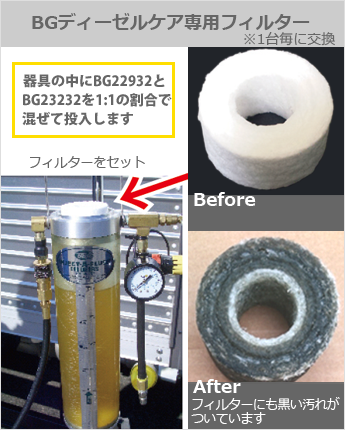 BGディーゼルケア専用フィルター
※1台毎に交換
器具の中にBG22932と
BG23232を1:1の割合で
混ぜて投入します
フィルターをセット
Before
After
フィルターにも黒い汚れが
ついています